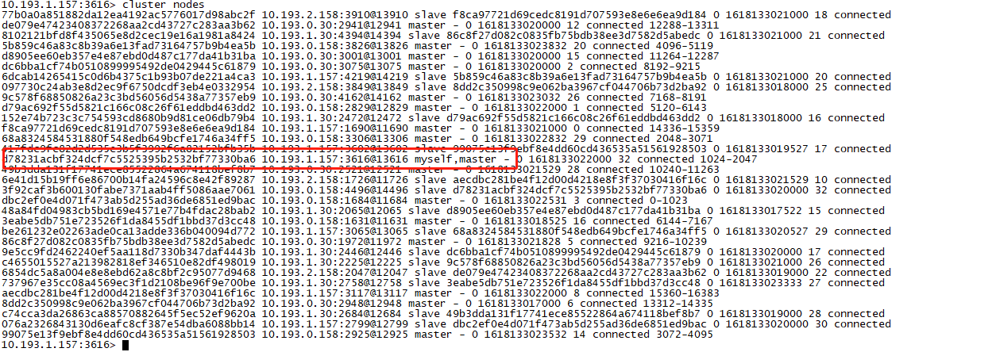 10.193.1.157:3616> cluster nodes
77b0a0a851882da12ea4192ac5776017d98abc2f 10.193.2.158:3910@13910 slave f8ca97721d69cedc8191d707593e8e6e6ea9d184 0 1618133021000 18 connected
de079e47423408372268aa2cd43727c283aa3b62 10.193.0.30:2941@12941 master - 0 1618133020000 12 connected 12288-13311
8102121bfd8f435065e8d2cec19e16a1981a8424 10.193.1.30:4394@14394 slave 86c8f27d082c0835fb75bdb38ee3d7582d5abedc 0 1618133021000 21 connected
5b859c46a83c8b39a6e13fad73164757b9b4ea5b 10.193.0.158:3826@13826 master - 0 1618133023832 20 connected 4096-5119
d8905ee60eb357e4e87ebd0d487c177da41b31ba 10.193.0.30:3001@13001 master - 0 1618133020000 15 connected 11264-12287
dc6bba1cf74b0510899995492de0429445c61879 10.193.0.30:3075@13075 master - 0 1618133020000 2 connected 8192-9215
6dcab14265415c0d6b4375c1b93b07de221a4ca3 10.193.1.157:4219@14219 slave 5b859c46a83c8b39a6e13fad73164757b9b4ea5b 0 1618133021000 20 connected
097730c24ab3e8d2ec9f6750dcdf3eb4e0332954 10.193.2.158:3849@13849 slave 8dd2c350998c9e062ba3967cf044706b73d2ba92 0 1618133018000 25 connected
9c578f68850826a23c3bd56056d5438a77357eb9 10.193.0.30:4162@14162 master - 0 1618133023032 26 connected 7168-8191
d79ac692f55d5821c166c08c26f61eddbd463dd2 10.193.0.158:2829@12829 master - 0 1618133022000 1 connected 5120-6143
152e74b723c3c754593cd8680b9d81ce06db79b4 10.193.1.30:2472@12472 slave d79ac692f55d5821c166c08c26f61eddbd463dd2 0 1618133018000 16 connected
f8ca97721d69cedc8191d707593e8e6e6ea9d184 10.193.1.157:1690@11690 master - 0 1618133021000 0 connected 14336-15359
68a8324584531880f548edb649bcfe1746a34ff5 10.193.0.158:3306@13306 master - 0 1618133022832 29 connected 2048-3071
417fdc9fc82d2d535c3b5f3992f6a82152bfb35b 10.193.1.157:3602@13602 slave 99075e13f9ebf8e4dd60cd436535a51561928503 0 1618133019527 17 connected
d78231acbf324dcf7c5525395b2532bf77330ba6 10.193.1.157:3616@13616 myself,master - 0 1618133022000 32 connected 1024-2047
49b3dda131f17741ece85522864a674118bef8b7 10.193.0.30:2521@12521 master - 0 1618133021529 28 connected 10240-11263
6e41d15b19ff6e86700b14fa24596c8e42f89287 10.193.2.158:1726@11726 slave aecdbc281be4f12d00d4218e8f3f37030416f16c 0 1618133021529 10 connected
3f92caf3b600130fabe7371aab4ff5086aae7061 10.193.0.158:4496@14496 slave d78231acbf324dcf7c5525395b2532bf77330ba6 0 1618133020000 32 connected
dbc2ef0e4d071f473ab5d255ad36de6851ed9bac 10.193.0.158:1684@11684 master - 0 1618133022531 3 connected 0-1023
48a84fd04983cb5bd169e4571e77b4fdac28bab2 10.193.1.30:2065@12065 slave d8905ee60eb357e4e87ebd0d487c177da41b31ba 0 1618133017522 15 connected
3eabe5db751e723526f1da8455df1bbd37d3cc48 10.193.0.158:1631@11631 master - 0 1618133018525 16 connected 6144-7167
be261232e02263ade0ca13adde336b040094d772 10.193.1.157:3065@13065 slave 68a8324584531880f548edb649bcfe1746a34ff5 0 1618133020527 29 connected
86c8f27d082c0835fb75bdb38ee3d7582d5abedc 10.193.0.30:1972@11972 master - 0 1618133021828 5 connected 9216-10239
9e5cc9fd2462240ef5aa118d7330b347daf4443b 10.193.1.30:2446@12446 slave dc6bba1cf74b0510899995492de0429445c61879 0 1618133020000 17 connected
c4655015527a213982818ef346510e82df498019 10.193.1.30:2225@12225 slave 9c578f68850826a23c3bd56056d5438a77357eb9 0 1618133021000 26 connected
6854dc5a8a004e8e8ebd62a8c8bf2c95077d9468 10.193.2.158:2047@12047 slave de079e47423408372268aa2cd43727c283aa3b62 0 1618133019000 22 connected
737967e35cc08a4569ec3f1d2108be96f9e700be 10.193.1.30:2758@12758 slave 3eabe5db751e723526f1da8455df1bbd37d3cc48 0 1618133023333 27 connected
aecdbc281be4f12d00d4218e8f3f37030416f16c 10.193.1.157:3117@13117 master - 0 1618133022000 8 connected 15360-16383
8dd2c350998c9e062ba3967cf044706b73d2ba92 10.193.0.30:2948@12948 master - 0 1618133017000 6 connected 13312-14335
c74cca3da26863ca88570882645f5ec52ef9620a 10.193.1.30:2684@12684 slave 49b3dda131f17741ece85522864a674118bef8b7 0 1618133019000 28 connected
076a2326843130d6eafc8cf387e54dba6088bb14 10.193.1.157:2799@12799 slave dbc2ef0e4d071f473ab5d255ad36de6851ed9bac 0 1618133020000 30 connected
99075e13f9ebf8e4dd60cd436535a51561928503 10.193.0.158:2925@12925 master - 0 1618133023532 14 connected 3072-4095
10.193.1.157:3616>